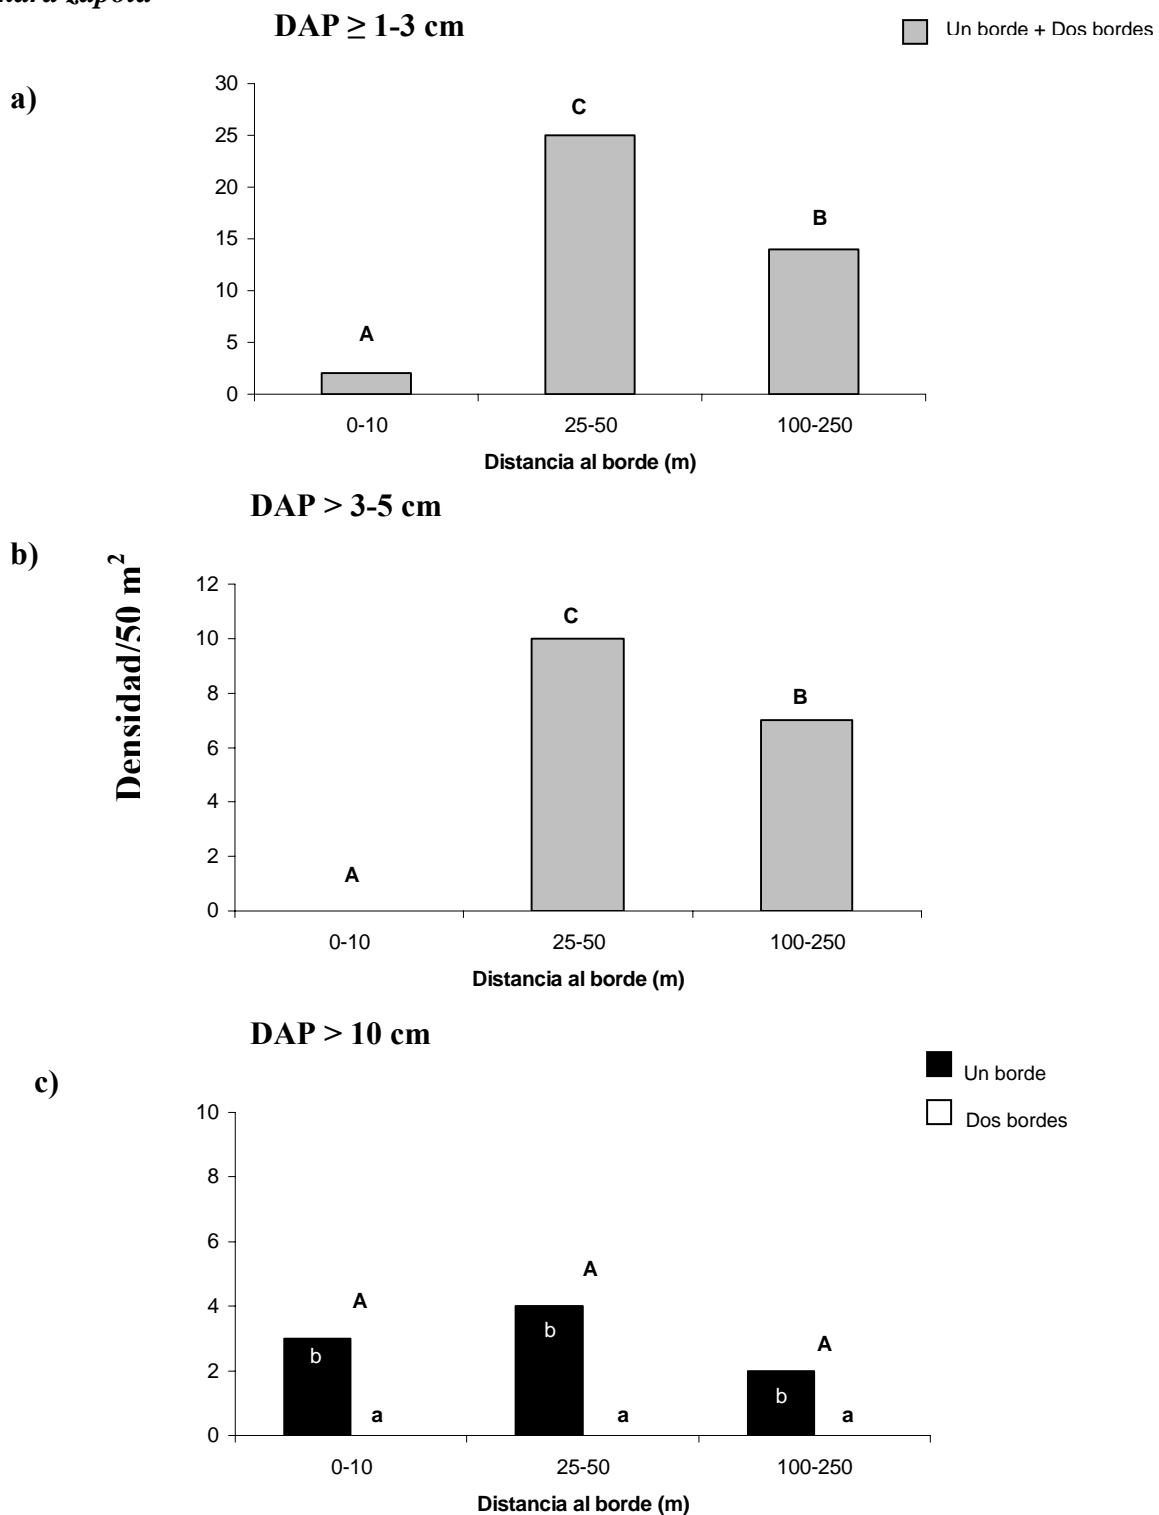 DAP ≥ 1-3 cm
Un borde + Dos bordes
a)
30
25
20
15
10
5
0
A
C
B
0-10
25-50
100-250
Distancia al borde (m)
DAP > 3-5 cm
b)
Densidad/50 m²
12
10
8
6
4
2
0
A
C
B
0-10
25-50
100-250
Distancia al borde (m)
DAP > 10 cm
c)
Un borde
Dos bordes
10
8
6
4
2
0
A
b
a
A
b
a
A
b
a
0-10
25-50
100-250
Distancia al borde (m)